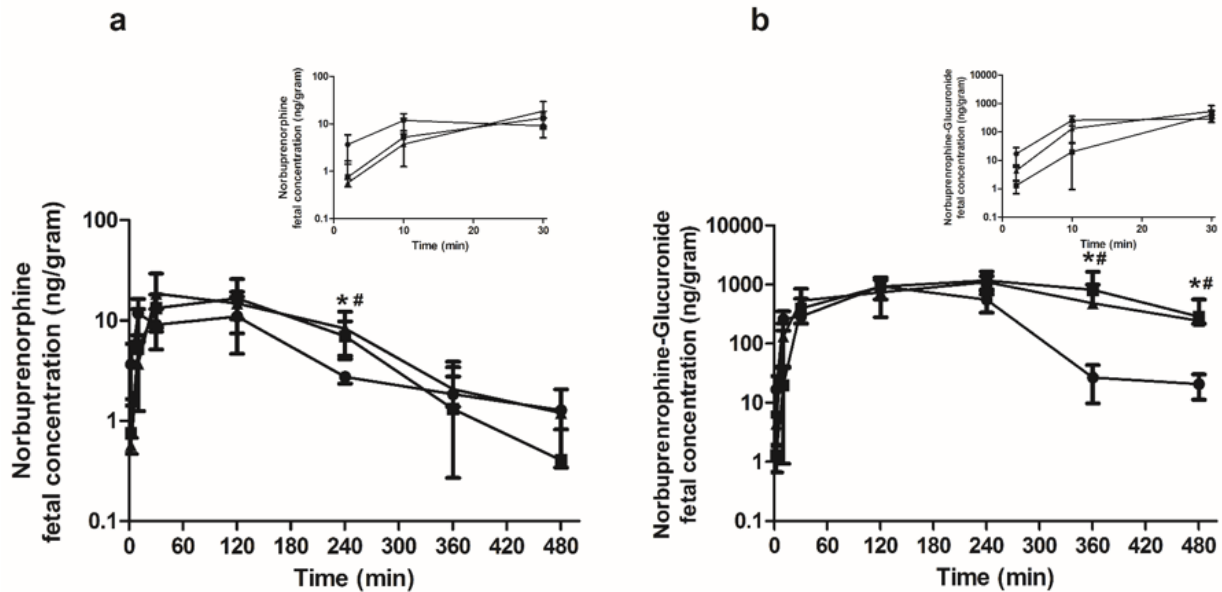 a
Norbuprenorphine
fetal concentration (ng/gram)
100
10
1
0.1
0
10
20
30
Time (min)
Norbuprenorphine
fetal concentration (ng/gram)
100
10
1
0.1
*#
0 60 120 180 240 300 360 420 480
Time (min)
b
Norbuprenrophine-Glucuronide
fetal concentration (ng/gram)
10000
1000
100
10
1
0.1
0
10
20
30
Time (min)
Norbuprenrophine-Glucuronide
fetal concentration (ng/gram)
10000
1000
100
10
1
0.1
*#
*#
0 60 120 180 240 300 360 420 480
Time (min)